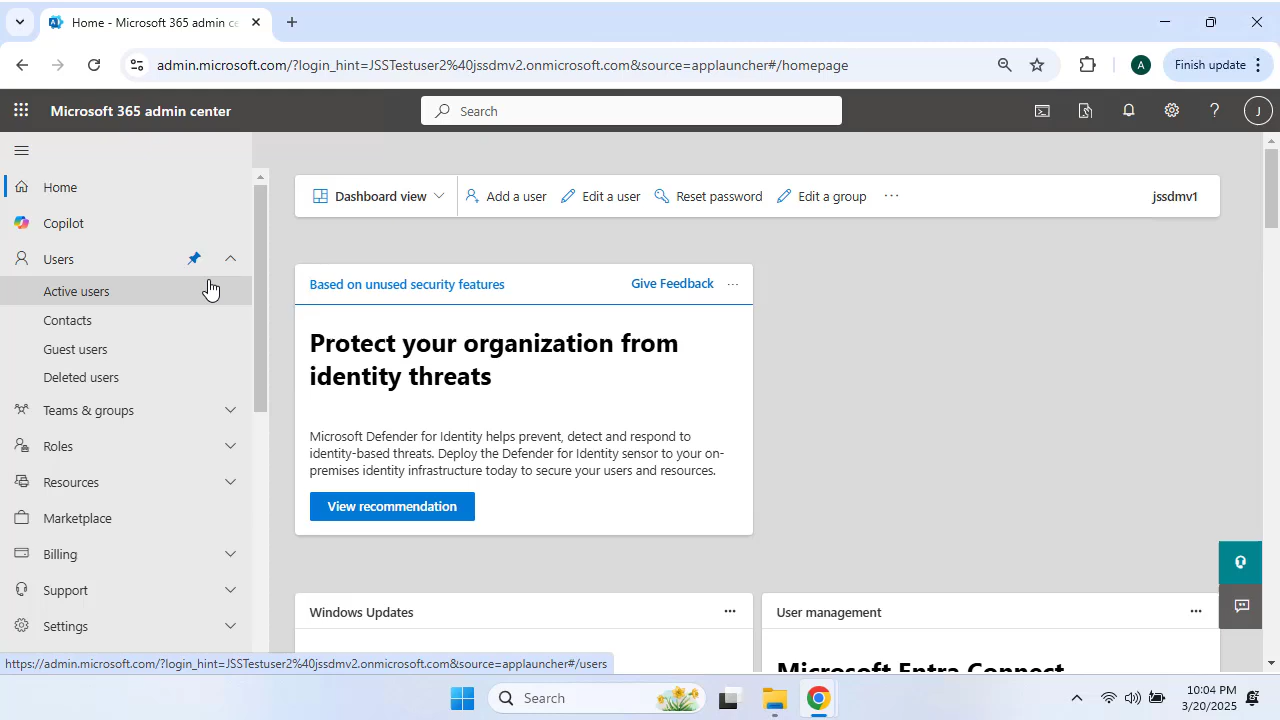 Home - Microsoft 365 admin ce
admin.microsoft.com/?login_hint=JSSTestuser2%40jssdmv2.onmicrosoft.com&source=applauncher#/homepage
A
Finish update
Microsoft 365 admin center
Search
?
J
Home
Dashboard view
Add a user
Edit a user
Reset password
Edit a group
...
jssdmv1
Copilot
Users
Active users
Contacts
Guest users
Deleted users
Teams & groups
Roles
Resources
Marketplace
Billing
Support
Settings
Based on unused security features
Give Feedback
...
Protect your organization from
identity threats
Microsoft Defender for Identity helps prevent, detect and respond to
identity-based threats. Deploy the Defender for Identity sensor to your on-
premises identity infrastructure today to secure your users and resources.
View recommendation
Windows Updates
...
User management
...
Microsoft Entra Connect
https://admin.microsoft.com/?login_hint=JSSTestuser2%40jssdmv2.onmicrosoft.com&source=applauncher#/users
Search
10:04 PM
3/20/2025